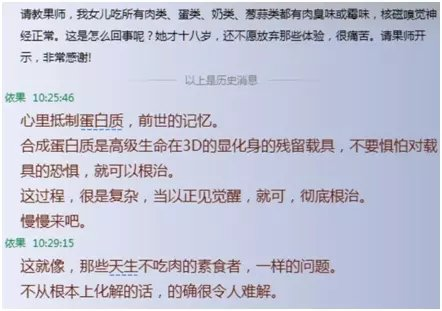 请教果师，我女儿吃所有肉类、蛋类、奶类、葱蒜类都有肉臭味或霉味，核磁嗅觉神
经正常。这是怎么回事呢？她才十八岁，还不愿放弃那些体验，很痛苦。请果师开
示，非常感谢!
以上是历史消息
依果 10:25:46
心里抵制蛋白质，前世的记忆。
合成蛋白质是高级生命在3D的显化身的残留载具，不要惧怕对载
具的恐惧，就可以根治。
这过程，很是复杂，当以正见觉醒，就可，彻底根治。
慢慢来吧。
依果 10:29:15
这就像，那些天生不吃肉的素食者，一样的问题。
不从根本上化解的话，的确很令人难解。